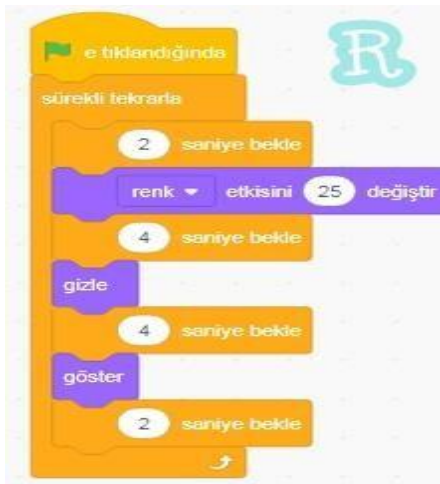 e tıklandığında
R
sürekli tekrarla
2 saniye bekle
renk etkisini 25 değiştir
4 saniye bekle
gizle
4 saniye bekle
göster
2 saniye bekle